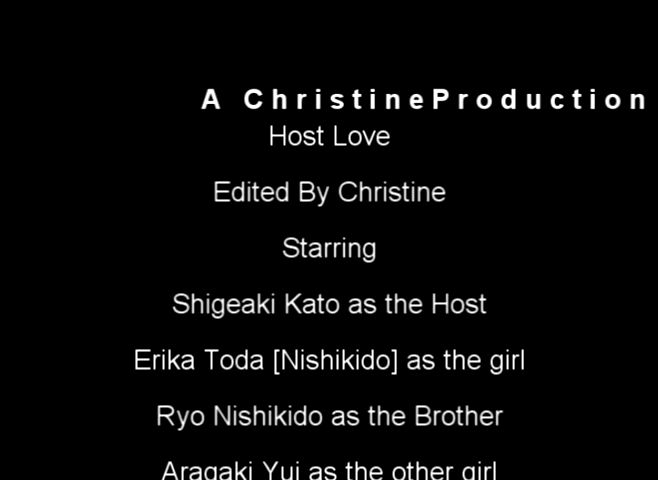 A ChristineProduction
Host Love
Edited By Christine
Starring
Shigeaki Kato as the Host
Erika Toda [Nishikido] as the girl
Ryo Nishikido as the Brother
Aragaki Yui as the other girl